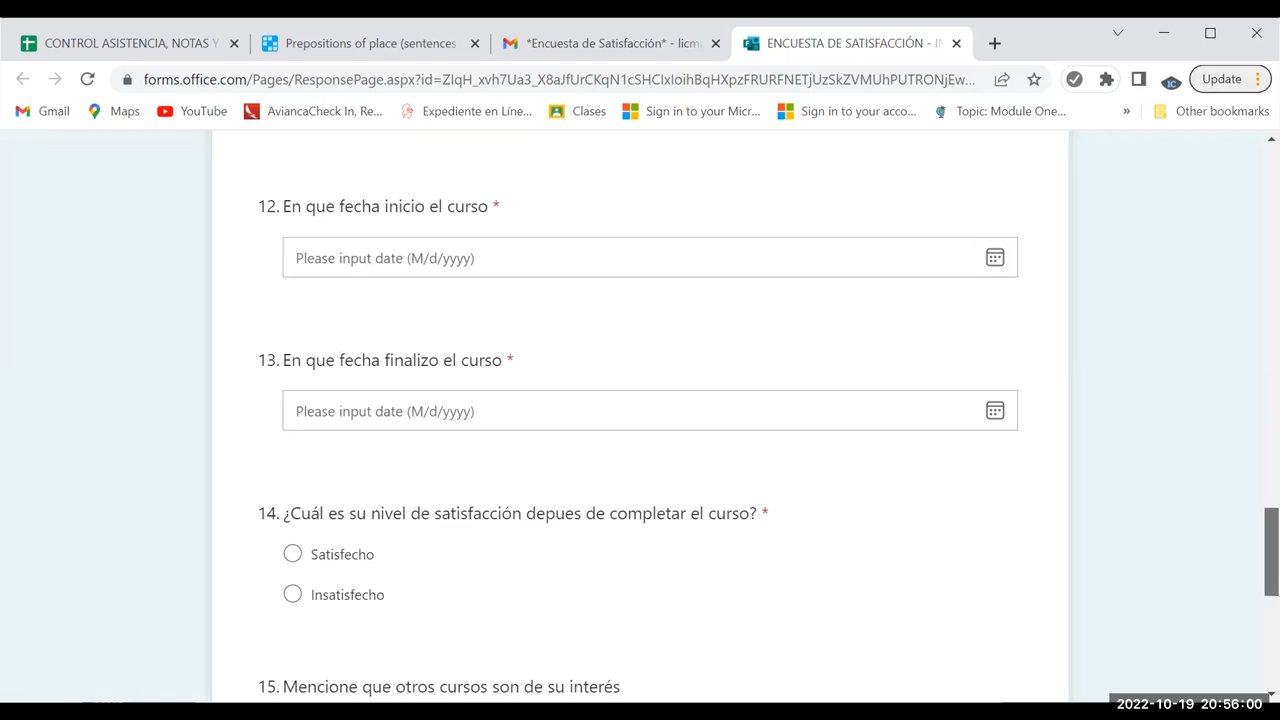 CONTROL ASISTENCIA, NOTAS Y
Prepositions of place (sentences
*Encuesta de Satisfacción* - licm
ENCUESTA DE SATISFACCIÓN - IN
forms.office.com/Pages/ResponsePage.aspx?id=ZIqH_xvh7Ua3_X8aJfUrCKqN1cSHCIxIoihBqHXpzFRURFNETjUzSkZVMUhPUTRONjEw...
Update
Gmail
Maps
YouTube
AviancaCheck In, Re...
Expediente en Líne...
Clases
Sign in to your Micr...
Sign in to your acco...
Topic: Module One...
»
Other bookmarks
12. En que fecha inicio el curso *
Please input date (M/d/yyyy)
13. En que fecha finalizo el curso *
Please input date (M/d/yyyy)
14. ¿Cuál es su nivel de satisfacción depues de completar el curso? *
Satisfecho
Insatisfecho
15. Mencione que otros cursos son de su interés
2022-10-19 20:56:00